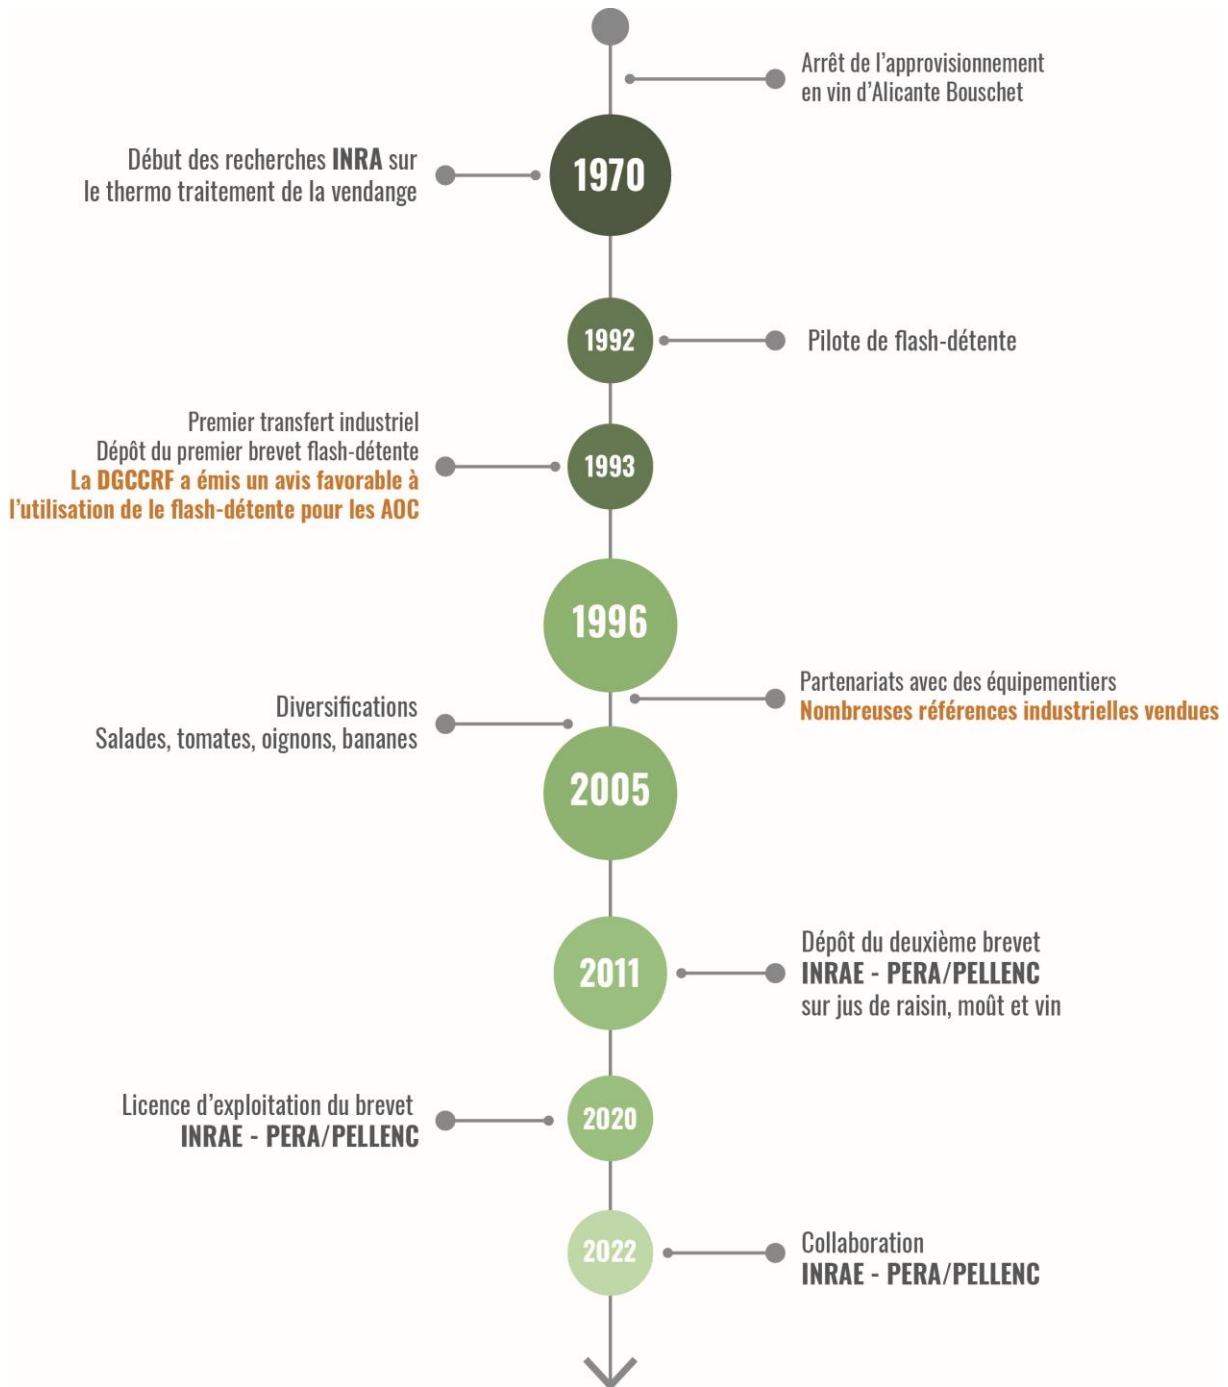 Arrêt de l’approvisionnement
en vin d’Alicante Bouschet
Début des recherches INRA sur
le thermo traitement de la vendange
1970
1992
Pilote de flash-détente
Premier transfert industriel
Dépôt du premier brevet flash-détente
La DGCCRF a émis un avis favorable à
l’utilisation de le flash-détente pour les AOC
1993
1996
Partenariats avec des équipementiers
Nombreuses références industrielles vendues
Diversifications
Salades, tomates, oignons, bananes
2005
2011
Dépôt du deuxième brevet
INRAE - PERA/PELLENC
sur jus de raisin, moût et vin
Licence d’exploitation du brevet
INRAE - PERA/PELLENC
2020
2022
Collaboration
INRAE - PERA/PELLENC